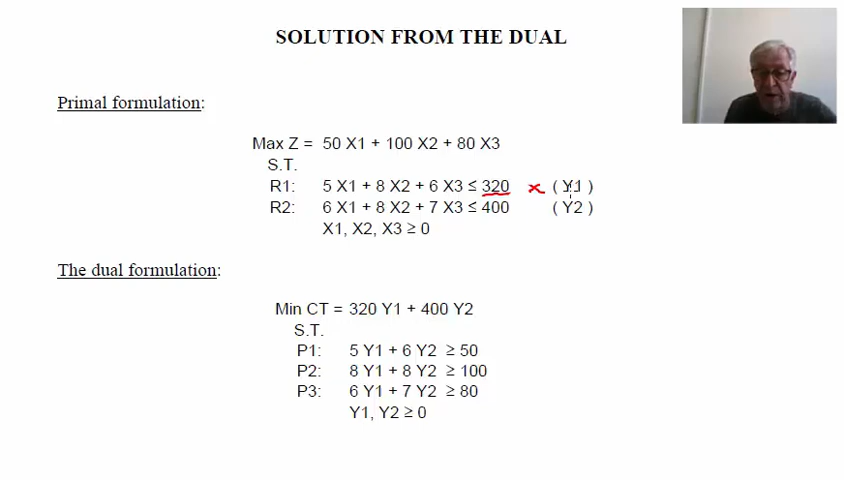 SOLUTION FROM THE DUAL
Primal formulation:
Max Z = 50 X1 + 100 X2 + 80 X3
S.T.
R1: 5 X1 + 8 X2 + 6 X3 ≤ 320 x ( Y1 )
R2: 6 X1 + 8 X2 + 7 X3 ≤ 400 ( Y2 )
X1, X2, X3 ≥ 0
The dual formulation:
Min CT = 320 Y1 + 400 Y2
S.T.
P1: 5 Y1 + 6 Y2 ≥ 50
P2: 8 Y1 + 8 Y2 ≥ 100
P3: 6 Y1 + 7 Y2 ≥ 80
Y1, Y2 ≥ 0